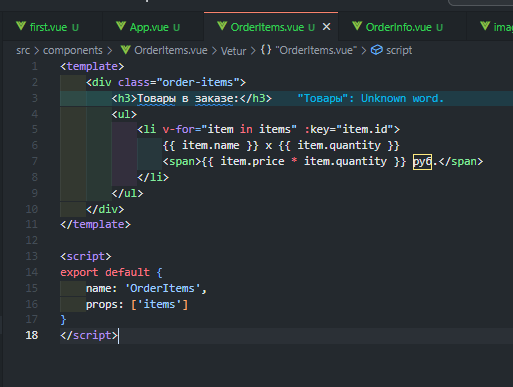 first.vue U App.vue U OrderItems.vue U OrderInfo.vue U
src > components > OrderItems.vue > Vetur > {} "OrderItems.vue" > script
1 <template>
2 <div class="order-items">
3 <h3>Товары в заказе:</h3> "Товары": Unknown word.
4 <ul>
5 <li v-for="item in items" :key="item.id">
6 {{ item.name }} x {{ item.quantity }}
7 <span>{{ item.price * item.quantity }} руб.</span>
8 </li>
9 </ul>
10 </div>
11 </template>
12
13 <script>
14 export default {
15 name: 'OrderItems',
16 props: ['items']
17 }
18 </script>